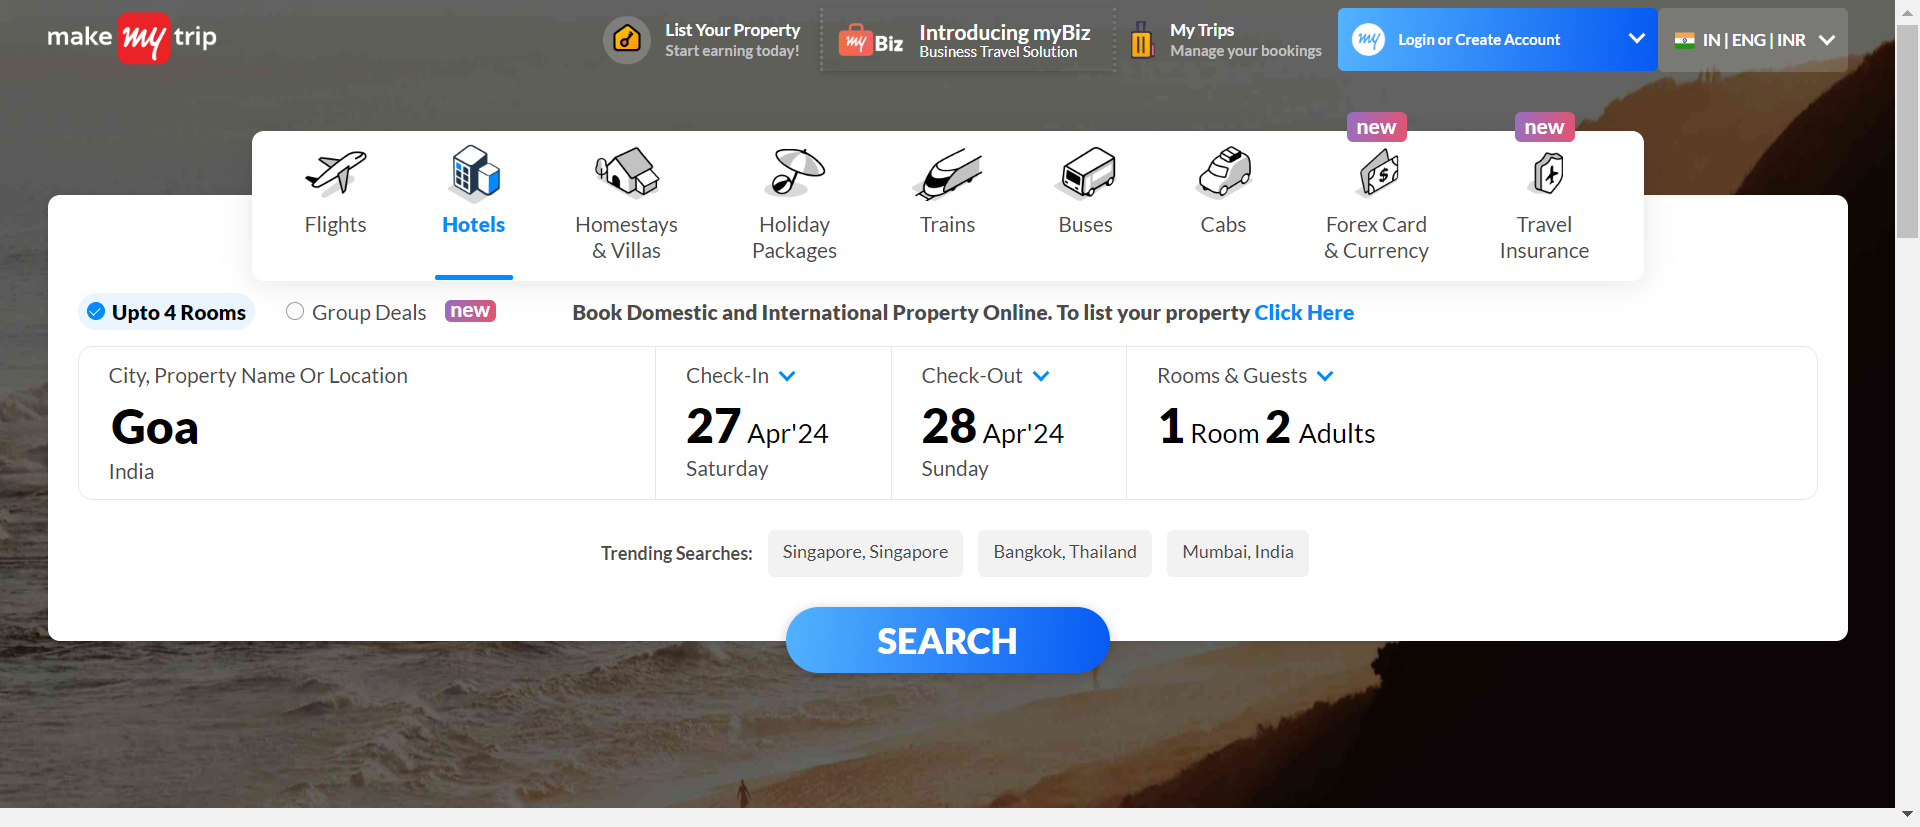 make my trip
List Your Property
Start earning today!
my Biz
Introducing myBiz
Business Travel Solution
My Trips
Manage your bookings
my
Login or Create Account
IN | ENG | INR
new
new
Flights
Hotels
Homestays
& Villas
Holiday
Packages
Trains
Buses
Cabs
Forex Card
& Currency
Travel
Insurance
Upto 4 Rooms
Group Deals
new
Book Domestic and International Property Online. To list your property Click Here
City, Property Name Or Location
Goa
India
Check-In
27 Apr'24
Saturday
Check-Out
28 Apr'24
Sunday
Rooms & Guests
1 Room 2 Adults
Trending Searches:
Singapore, Singapore
Bangkok, Thailand
Mumbai, India
SEARCH